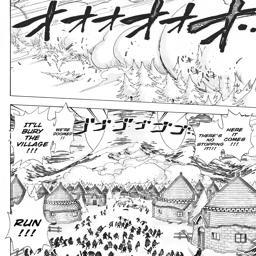 オオオオオ…
HERE
IT
COMES
!!!
THERE'S
NO
STOPPING
IT!!!
ゴゴゴゴゴゴ
WE'RE
DOOMED
!!
IT'LL
BURY
THE
VILLAGE
!!!
RUN
!!!